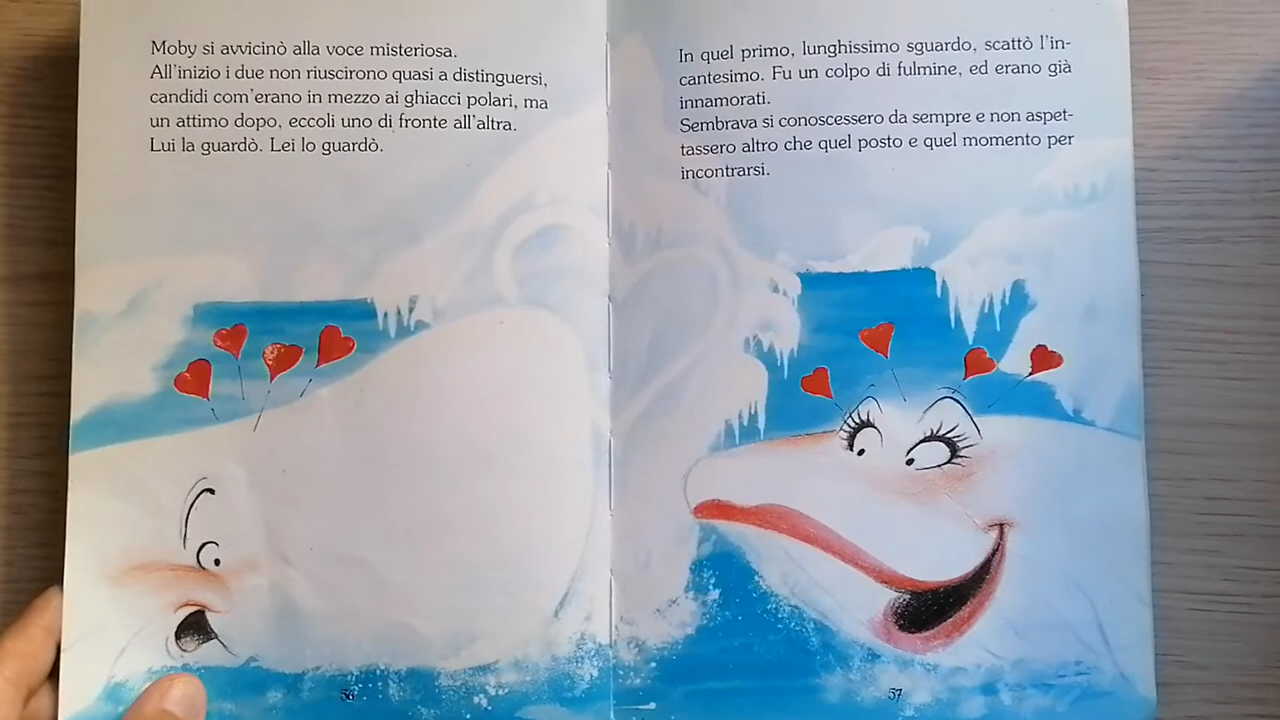 Moby si avvicinò alla voce misteriosa.
All'inizio i due non riuscirono quasi a distinguersi,
candidi com'erano in mezzo ai ghiacci polari, ma
un attimo dopo, eccoli uno di fronte all'altra.
Lui la guardò. Lei lo guardò.
56
In quel primo, lunghissimo sguardo, scattò l'in-
cantesimo. Fu un colpo di fulmine, ed erano già
innamorati.
Sembrava si conoscessero da sempre e non aspet-
tassero altro che quel posto e quel momento per
incontrarsi.
57